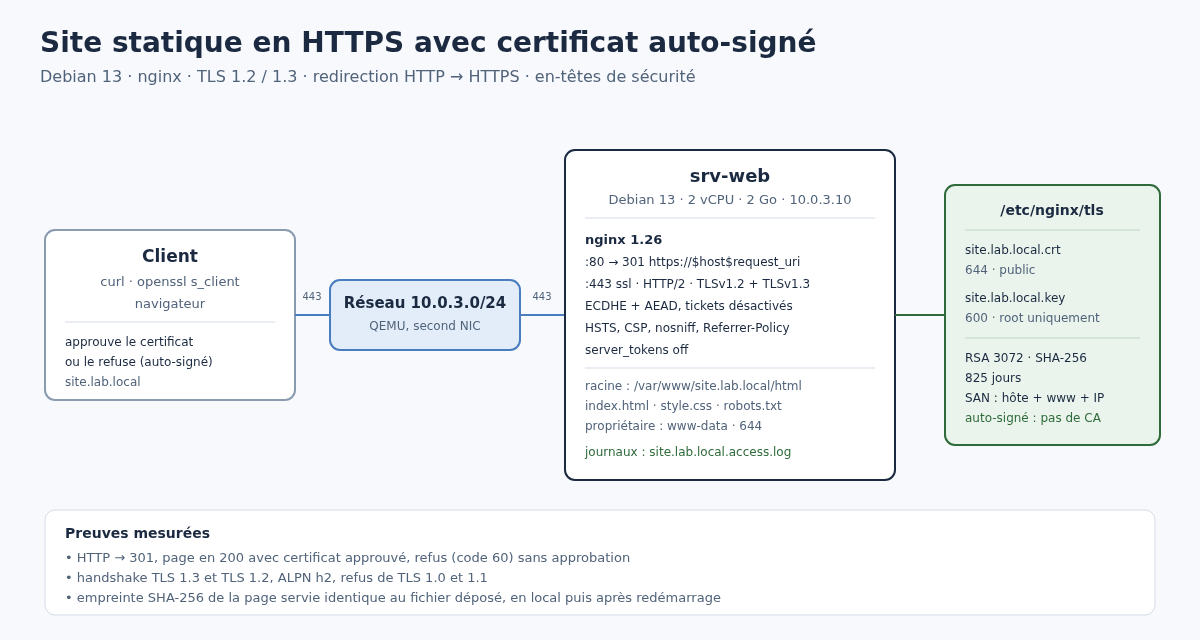 Site statique en HTTPS avec certificat auto-signé
Debian 13 · nginx · TLS 1.2 / 1.3 · redirection HTTP → HTTPS · en-têtes de sécurité
Client
curl · openssl s_client
navigateur
approuve le certificat
ou le refuse (auto-signé)
site.lab.local
443
Réseau 10.0.3.0/24
QEMU, second NIC
443
srv-web
Debian 13 · 2 vCPU · 2 Go · 10.0.3.10
nginx 1.26
:80 → 301 https://$host$request_uri
:443 ssl · HTTP/2 · TLSv1.2 + TLSv1.3
ECDHE + AEAD, tickets désactivés
HSTS, CSP, nosniff, Referrer-Policy
server_tokens off
racine : /var/www/site.lab.local/html
index.html · style.css · robots.txt
propriétaire : www-data · 644
journaux : site.lab.local.access.log
/etc/nginx/tls
site.lab.local.crt
644 · public
site.lab.local.key
600 · root uniquement
RSA 3072 · SHA-256
825 jours
SAN : hôte + www + IP
auto-signé : pas de CA
Preuves mesurées
• HTTP → 301, page en 200 avec certificat approuvé, refus (code 60) sans approbation
• handshake TLS 1.3 et TLS 1.2, ALPN h2, refus de TLS 1.0 et 1.1
• empreinte SHA-256 de la page servie identique au fichier déposé, en local puis après redémarrage